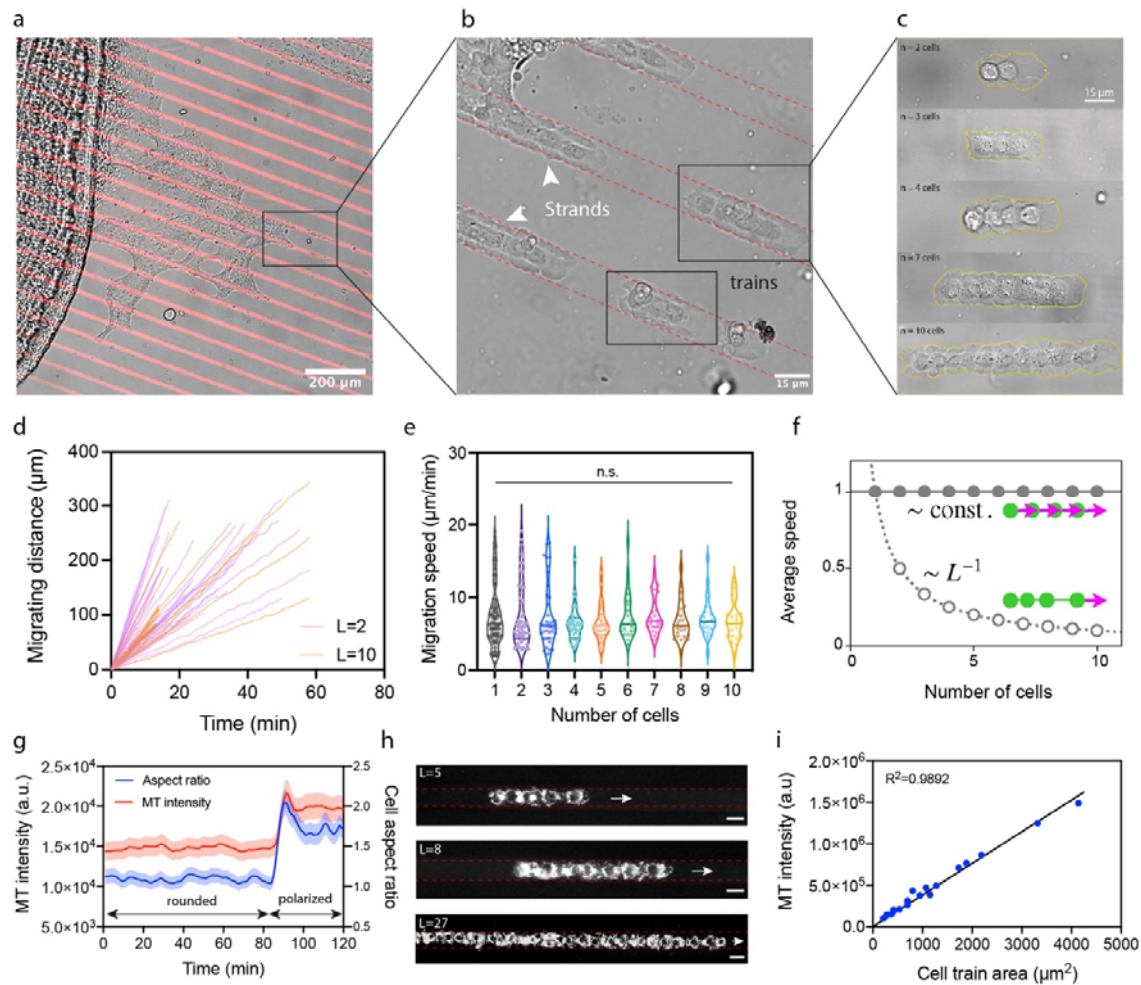 a
b
c
200 µm
Strands
trains
15 µm
n = 2 cells
15 µm
n = 3 cells
n = 4 cells
n = 7 cells
n = 10 cells
d
e
f
Migrating distance (µm)
400
300
200
100
0
L=2
L=10
0 20 40 60 80
Time (min)
Migration speed (µm/min)
30
20
10
0
n.s.
1 2 3 4 5 6 7 8 9 10
Number of cells
Average speed
1
0.5
0
~ const.
~ L⁻¹
0 5 10
Number of cells
g
h
i
MT intensity (a.u.)
2.5×10⁴
2.0×10⁴
1.5×10⁴
1.0×10⁴
5.0×10³
Aspect ratio
MT intensity
rounded
polarized
2.5
2.0
1.5
1.0
0.5
Cell aspect ratio
0 20 40 60 80 100 120
Time (min)
L=5
L=8
L=27
MT intensity (a.u)
2.0×10⁶
1.5×10⁶
1.0×10⁶
5.0×10⁵
0
R²=0.9892
0 1000 2000 3000 4000 5000
Cell train area (µm²)